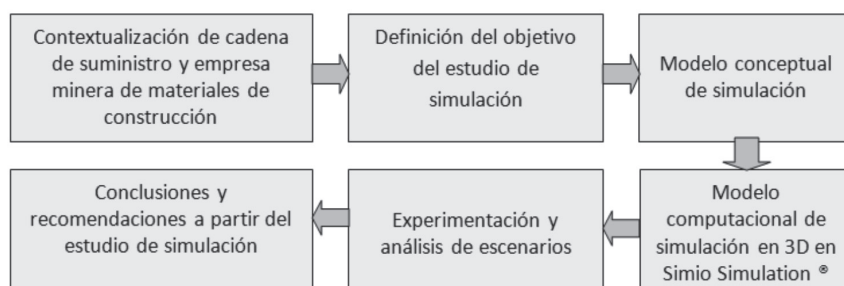 Contextualización de cadena
de suministro y empresa
minera de materiales de
construcción
Definición del objetivo
del estudio de
simulación
Modelo conceptual
de simulación
Modelo
computacional de
simulación en 3D en
Simio Simulation ®
Experimentación y
análisis de escenarios
Conclusiones y
recomendaciones a partir del
estudio de simulación